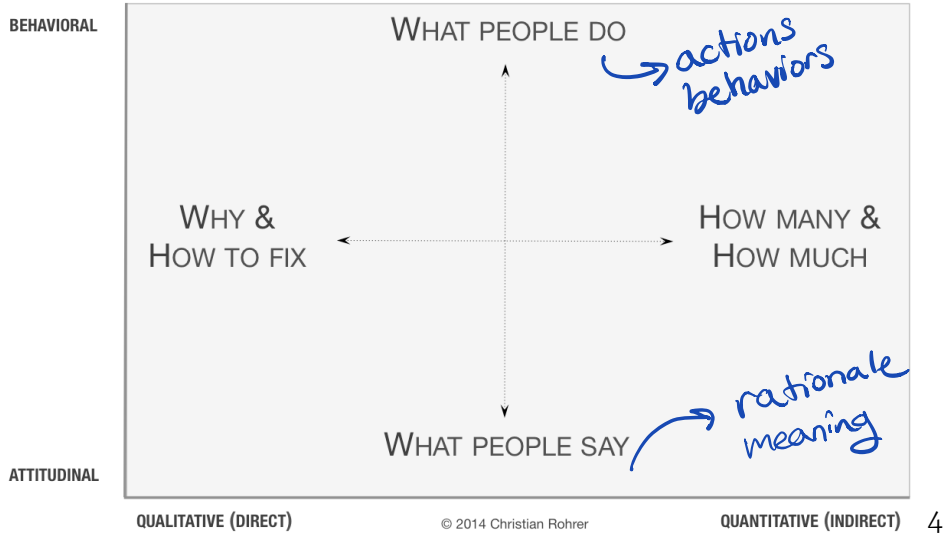 BEHAVIORAL
WHAT PEOPLE DO
actions
behaviors
WHY &
HOW TO FIX
HOW MANY &
HOW MUCH
rationale
meaning
WHAT PEOPLE SAY
ATTITUDINAL
QUALITATIVE (DIRECT)
© 2014 Christian Rohrer
QUANTITATIVE (INDIRECT)
4